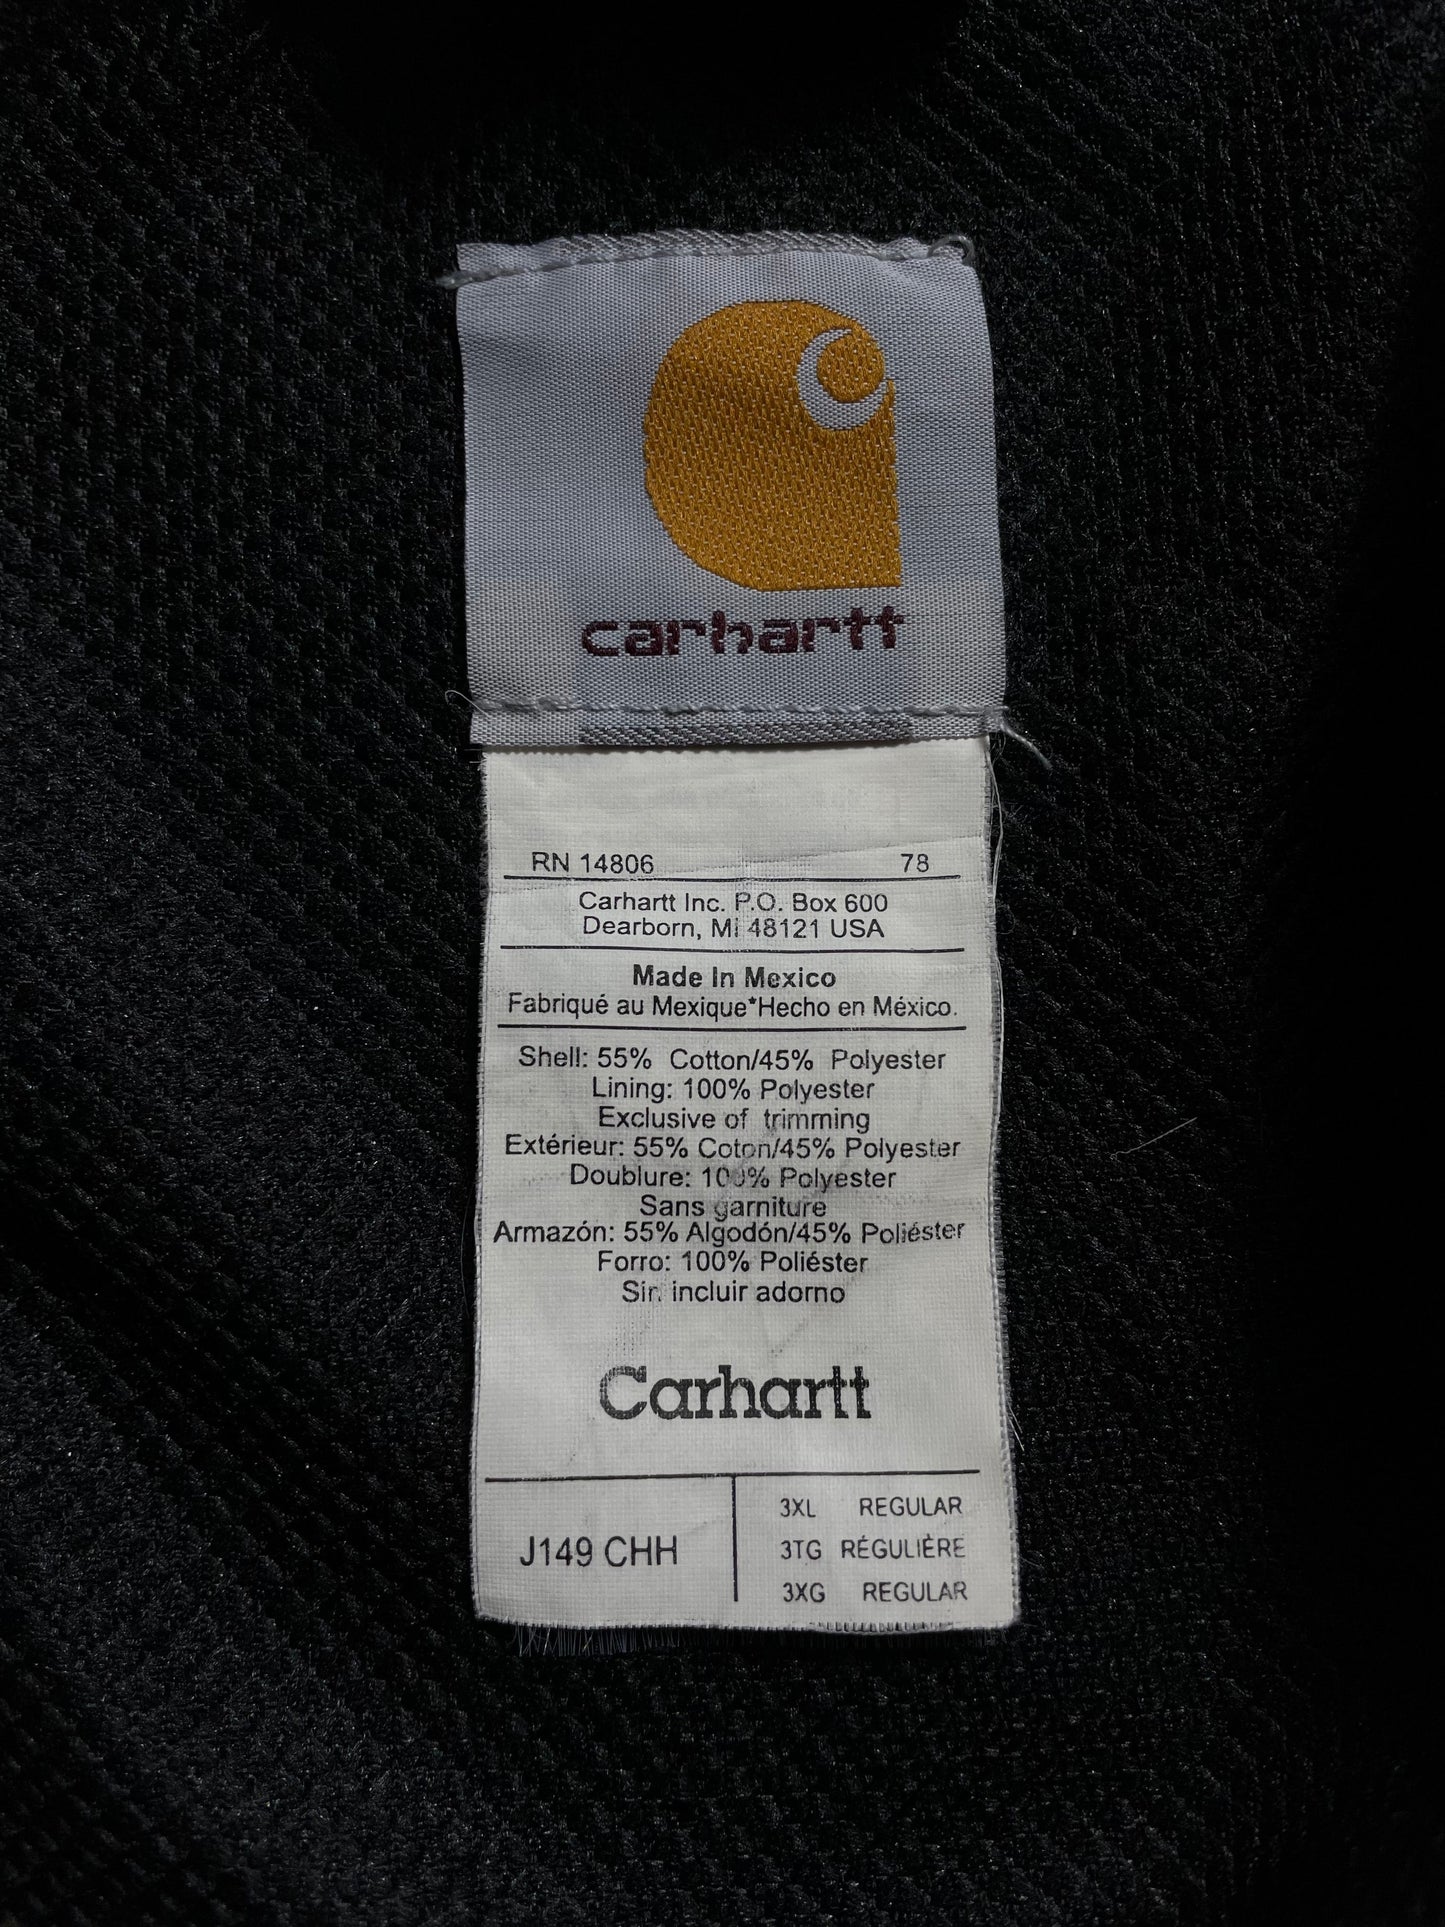 carhartt
RN 14806 78
Carhartt Inc. P.O. Box 600
Dearborn, Mi 48121 USA
Made In Mexico
Fabriqué au Mexique*Hecho en México.
Shell: 55% Cotton/45% Polyester
Lining: 100% Polyester
Exclusive of trimming
Extérieur: 55% Coton/45% Polyester
Doublure: 100% Polyester
Sans garniture
Armazón: 55% Algodón/45% Poliéster
Forro: 100% Poliéster
Sin incluir adorno
Carhartt
J149 CHH
3XL REGULAR
3TG RÉGULIÈRE
3XG REGULAR